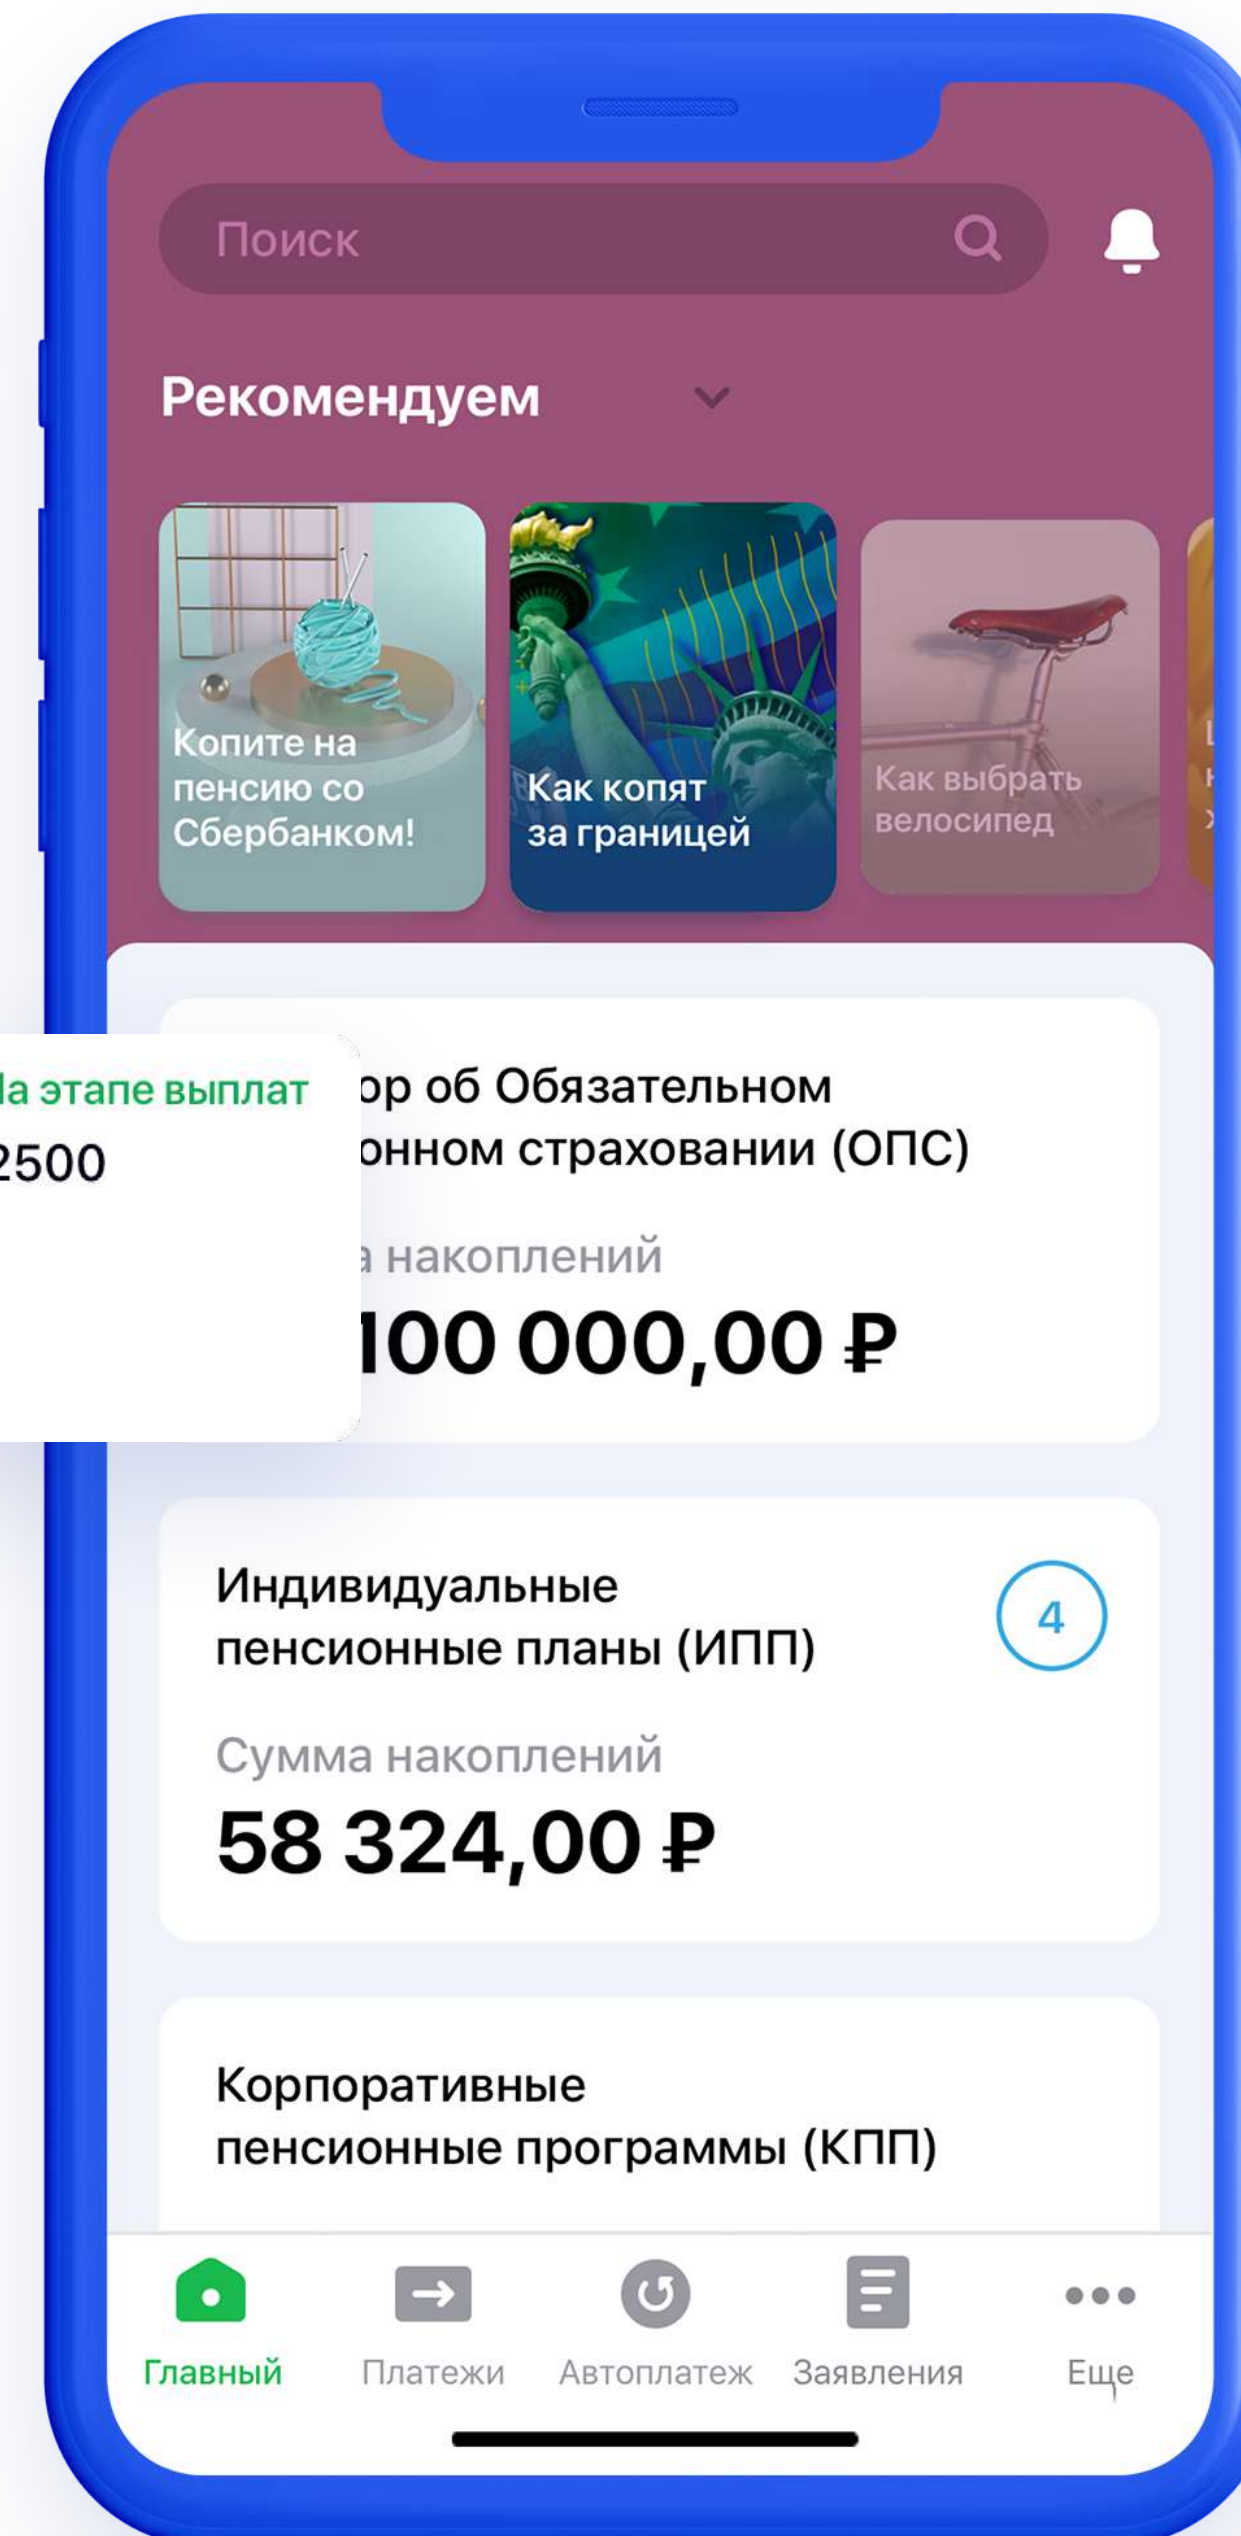 Поиск
Рекомендуем
Копите на
пенсию со
Сбербанком!
Как копят
за границей
Как выбрать
велосипед
этапе выплат
2500
об Обязательном
страховании (ОПС)
накоплений
100 000,00 ₽
Индивидуальные
пенсионные планы (ИПП)
4
Сумма накоплений
58 324,00 ₽
Корпоративные
пенсионные программы (КПП)
Главный
Платежи
Автоплатеж
Заявления
Еще